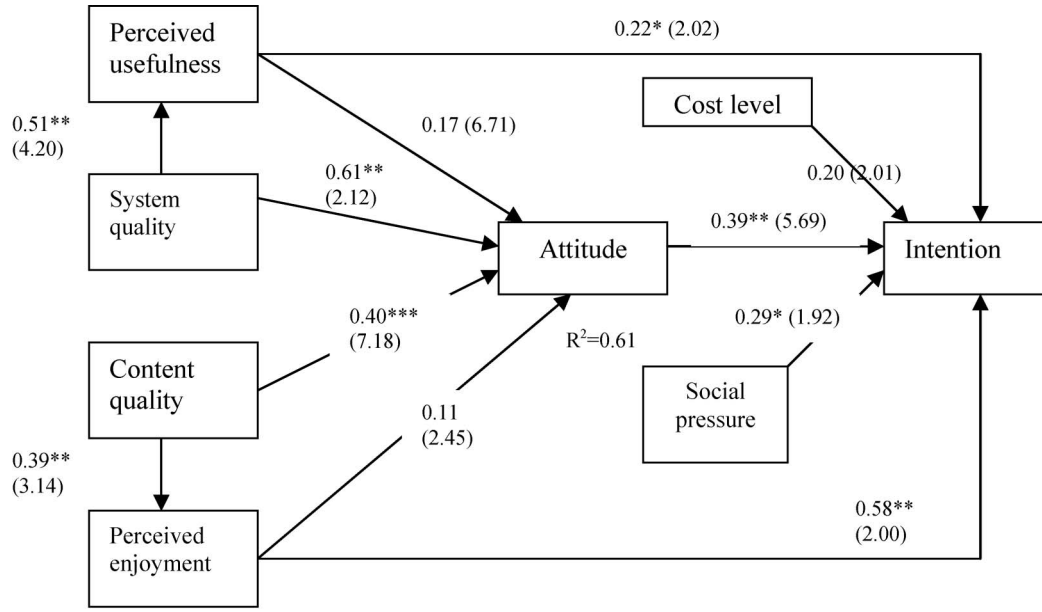 Perceived
usefulness
0.22* (2.02)
Cost level
0.51**
(4.20)
0.17 (6.71)
0.61**
(2.12)
System
quality
0.20 (2.01)
0.39** (5.69)
Attitude
Intention
0.40***
(7.18)
0.29* (1.92)
R²=0.61
Content
quality
Social
pressure
0.11
(2.45)
0.39**
(3.14)
0.58**
(2.00)
Perceived
enjoyment